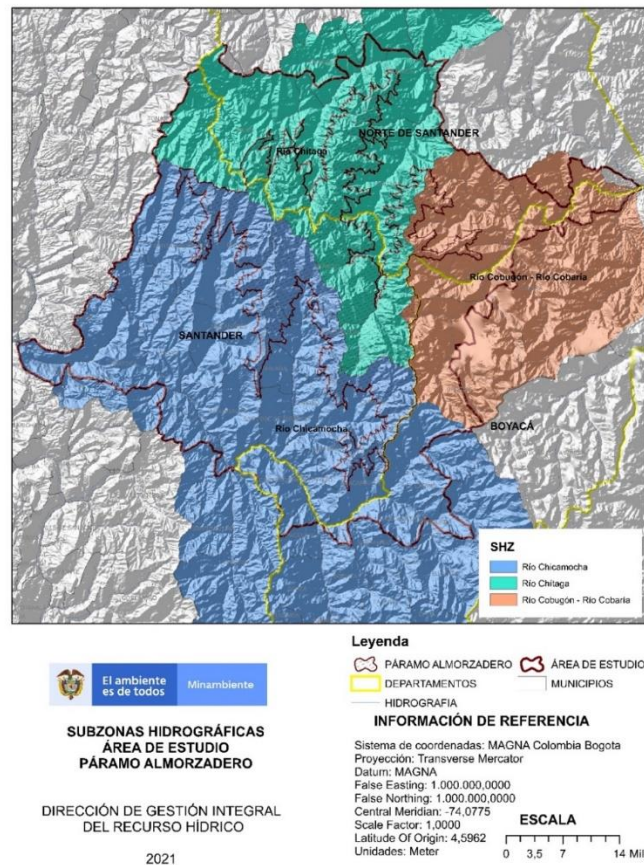 NORTE DE SANTANDER
Río Chitaga
Río Cobugón - Río Cobaria
SANTANDER
BOYACÁ
Río Chicamocha
SHZ
Río Chicamocha
Río Chitaga
Río Cobugón - Río Cobaria
El ambiente
es de todos
Minambiente
SUBZONAS HIDROGRÁFICAS
ÁREA DE ESTUDIO
PÁRAMO ALMORZADERO
DIRECCIÓN DE GESTIÓN INTEGRAL
DEL RECURSO HÍDRICO
2021
Leyenda
PÁRAMO ALMORZADERO
ÁREA DE ESTUDIO
DEPARTAMENTOS
MUNICIPIOS
HIDROGRAFIA
INFORMACIÓN DE REFERENCIA
Sistema de coordenadas: MAGNA Colombia Bogota
Proyección: Transverse Mercator
Datum: MAGNA
False Easting: 1.000.000,0000
False Northing: 1.000.000,0000
Central Meridian: -74,0775
Scale Factor: 1,0000
Latitude Of Origin: 4,5962
Unidades: Meter
ESCALA
0 3,5 7 14 Mil